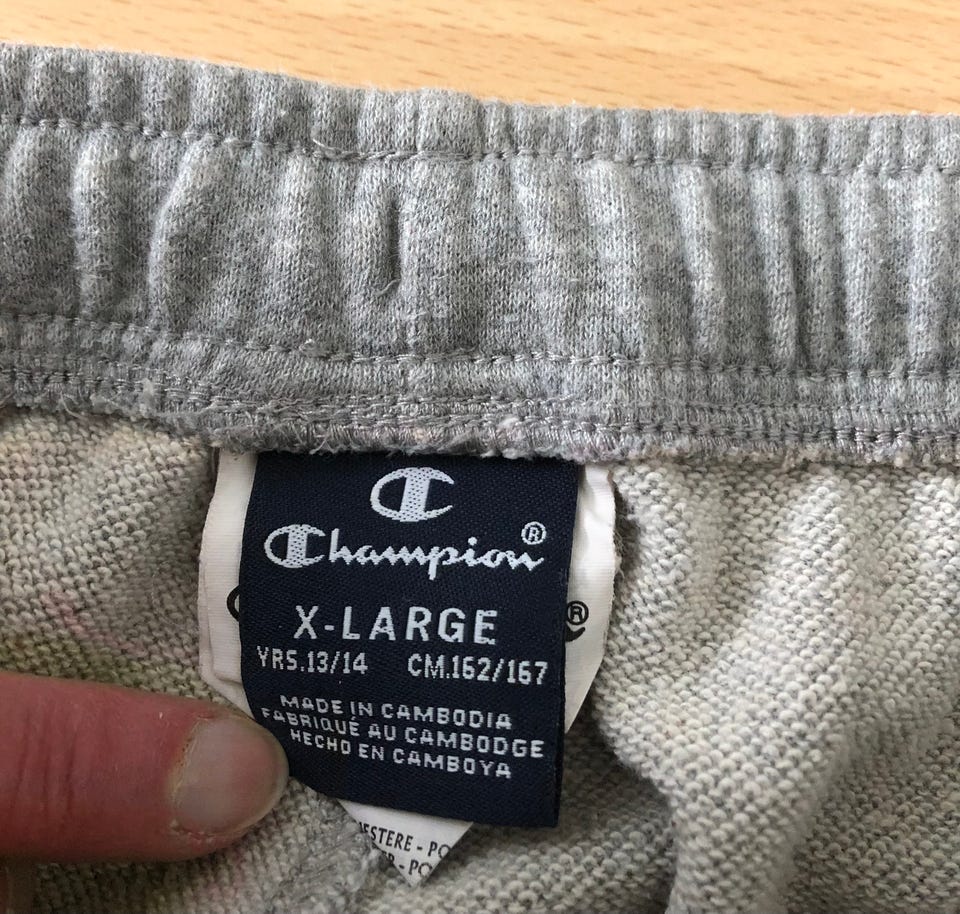 Champion®
X-LARGE
YRS.13/14 CM.162/167
MADE IN CAMBODIA
FABRIQUÉ AU CAMBODGE
HECHO EN CAMBOYA
®